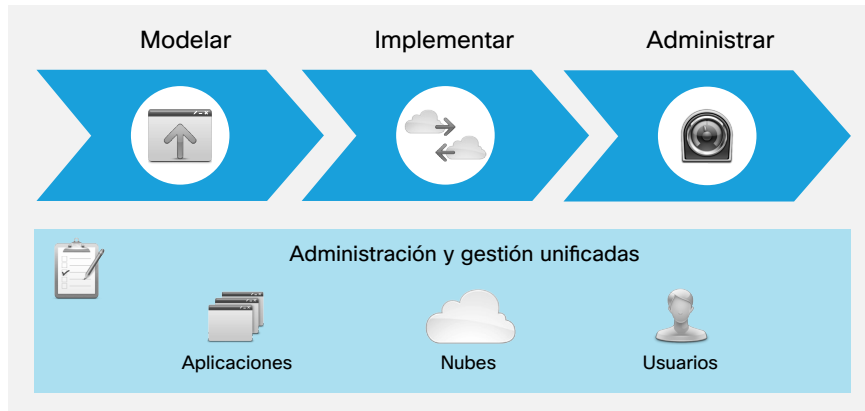 Modelar
Implementar
Administrar
Administración y gestión unificadas
Aplicaciones
Nubes
Usuarios